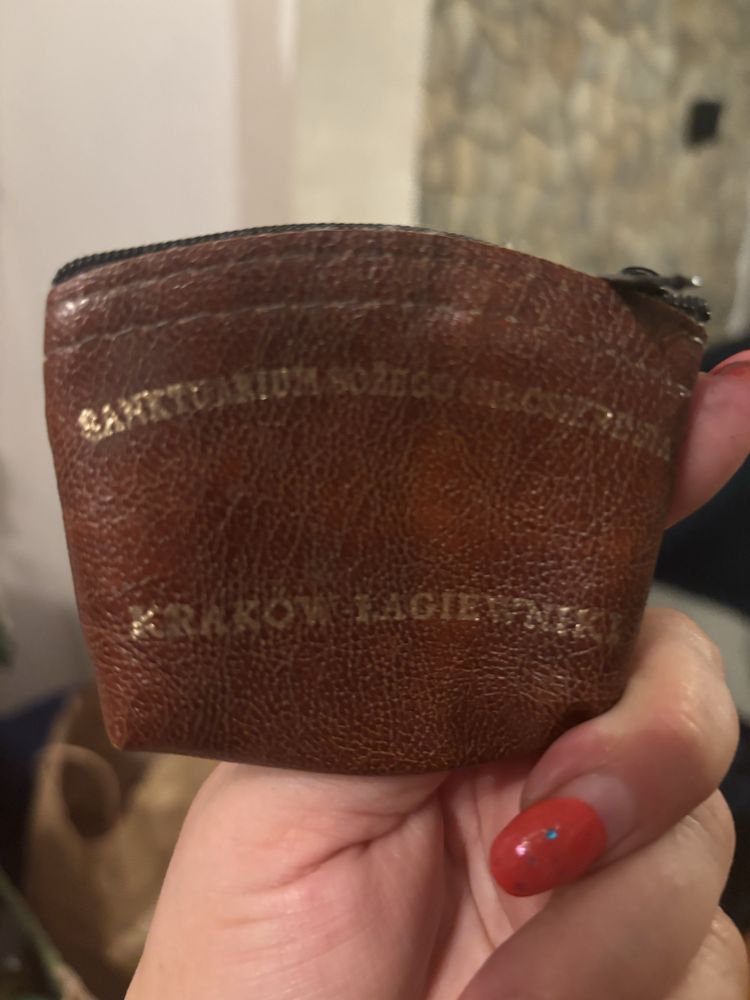 SANKTUARIUM BOŻEGO MIŁOSIERDZIA
KRAKÓW ŁAGIEWNIKI